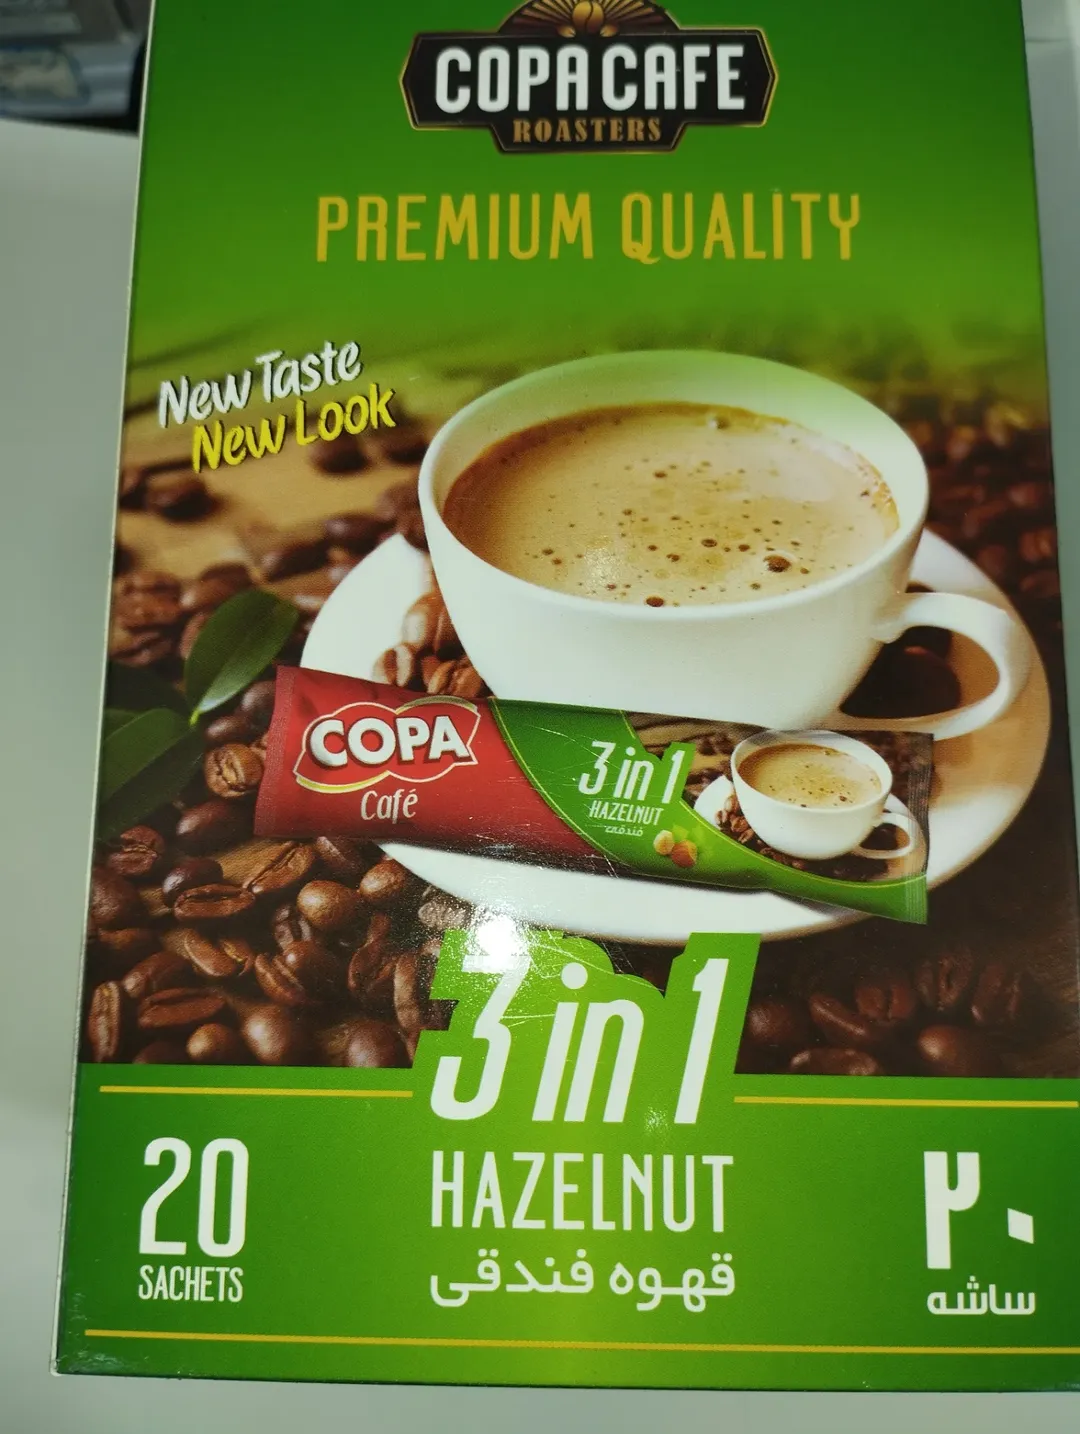 COPA CAFE
ROASTERS
PREMIUM QUALITY
New Taste
New Look
COPA
Café
3 in 1
HAZELNUT
فندقی
3 in 1
HAZELNUT
قهوه فندقی
20
SACHETS
۲۰
ساشه